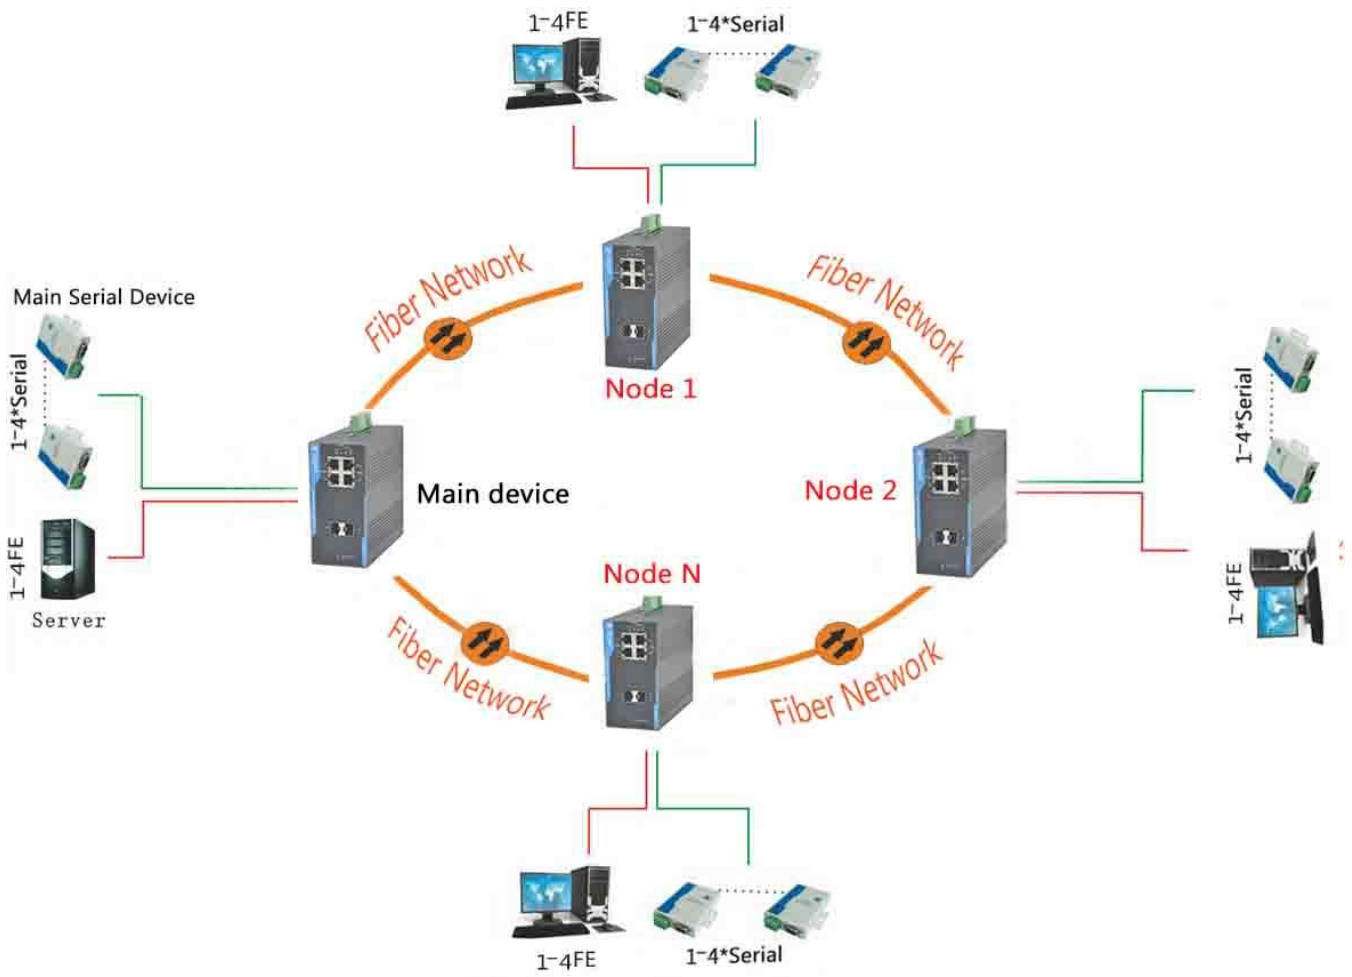 1-4FE
1-4*Serial
Fiber Network
Fiber Network
Main Serial Device
1-4*Serial
Node 1
1-4*Serial
Main device
Node 2
1-4FE
Server
Node N
1-4FE
Fiber Network
Fiber Network
1-4FE
1-4*Serial